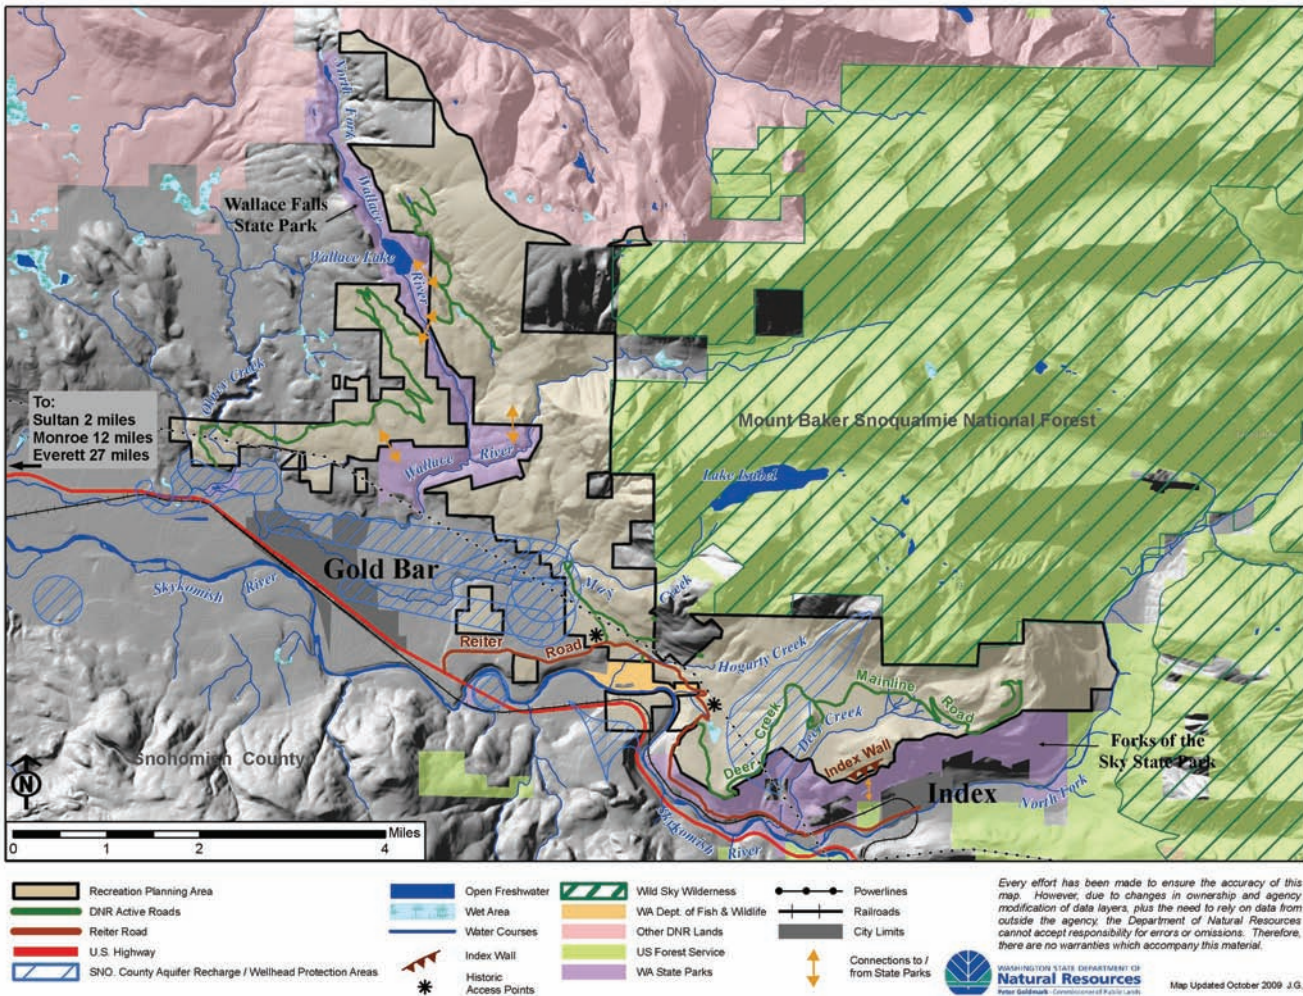 North Fork
Wallace
River
Wallace Falls
State Park
Wallace Lake
Olney Creek
To:
Sultan 2 miles
Monroe 12 miles
Everett 27 miles
Wallace River
Mount Baker Snoqualmie National Forest
Lake Isabel
Gold Bar
Skykomish River
May Creek
Reiter Road
Hogarty Creek
Mainline Road
Deer Creek
Deer Creek
Index Wall
Forks of the
Sky State Park
Snohomish County
Index
North Fork
Skykomish River
N
Miles
0 1 2 4
Recreation Planning Area
DNR Active Roads
Reiter Road
U.S. Highway
SNO. County Aquifer Recharge / Wellhead Protection Areas
Open Freshwater
Wet Area
Water Courses
Index Wall
Historic
Access Points
Wild Sky Wilderness
WA Dept. of Fish & Wildlife
Other DNR Lands
US Forest Service
WA State Parks
Powerlines
Railroads
City Limits
Connections to /
from State Parks
Every effort has been made to ensure the accuracy of this
map. However, due to changes in ownership and agency
modification of data layers, plus the need to rely on data from
outside the agency, the Department of Natural Resources
cannot accept responsibility for errors or omissions. Therefore,
there are no warranties which accompany this material.
WASHINGTON STATE DEPARTMENT OF
Natural Resources
Peter Goldmark - Commissioner of Public Lands
Map Updated October 2009 J.G.